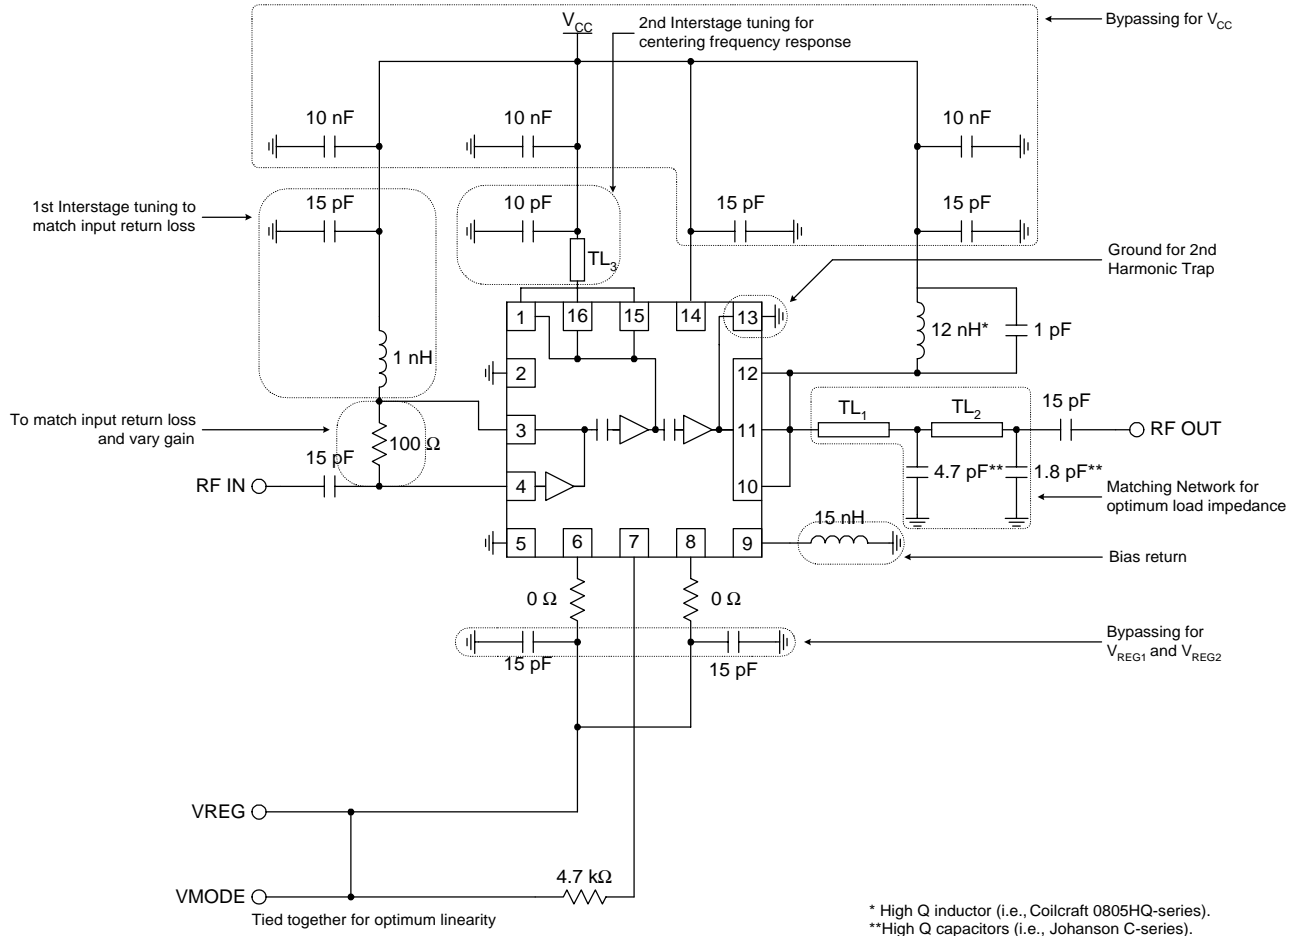 V_CC
2nd Interstage tuning for
centering frequency response
Bypassing for V_CC
10 nF
10 nF
10 nF
1st Interstage tuning to
match input return loss
15 pF
10 pF
15 pF
15 pF
TL_3
Ground for 2nd
Harmonic Trap
1
16
15
14
13
12 nH*
1 pF
1 nH
2
12
To match input return loss
and vary gain
100 Ω
3
11
TL_1
TL_2
15 pF
RF OUT
15 pF
RF IN
4
10
4.7 pF**
1.8 pF**
Matching Network for
optimum load impedance
5
6
7
8
9
15 nH
Bias return
0 Ω
0 Ω
15 pF
15 pF
Bypassing for
V_REG1 and V_REG2
VREG
VMODE
4.7 kΩ
Tied together for optimum linearity
* High Q inductor (i.e., Coilcraft 0805HQ-series).
**High Q capacitors (i.e., Johanson C-series).